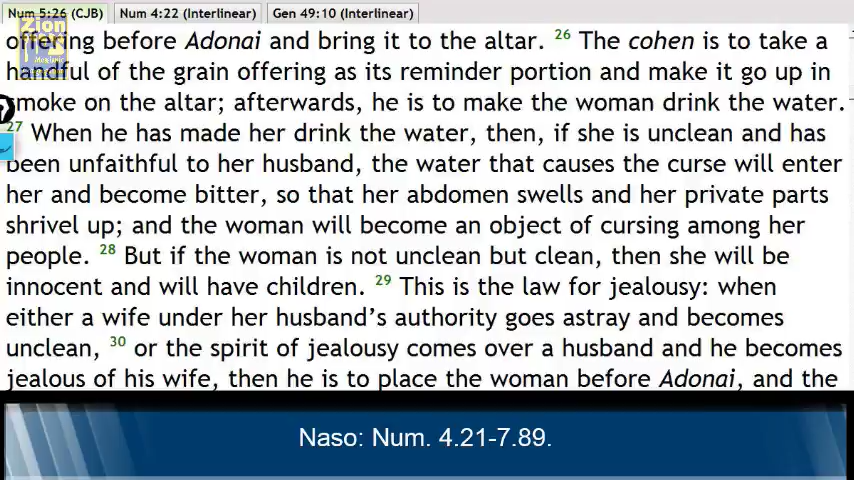 Num 5:26 (CJB) Num 4:22 (Interlinear) Gen 49:10 (Interlinear)
Zion
offering before Adonai and bring it to the altar. 26 The cohen is to take a
handful of the grain offering as its reminder portion and make it go up in
smoke on the altar; afterwards, he is to make the woman drink the water.
27 When he has made her drink the water, then, if she is unclean and has
been unfaithful to her husband, the water that causes the curse will enter
her and become bitter, so that her abdomen swells and her private parts
shrivel up; and the woman will become an object of cursing among her
people. 28 But if the woman is not unclean but clean, then she will be
innocent and will have children. 29 This is the law for jealousy: when
either a wife under her husband’s authority goes astray and becomes
unclean, 30 or the spirit of jealousy comes over a husband and he becomes
jealous of his wife, then he is to place the woman before Adonai, and the
Naso: Num. 4.21-7.89.